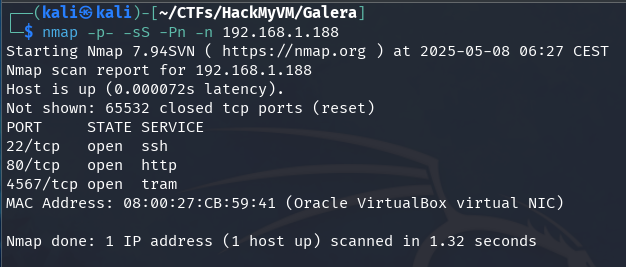 ┌──(kali㉿kali)-[~/CTFs/HackMyVM/Galera]
└─$ nmap -p- -sS -Pn -n 192.168.1.188
Starting Nmap 7.94SVN ( https://nmap.org ) at 2025-05-08 06:27 CEST
Nmap scan report for 192.168.1.188
Host is up (0.000072s latency).
Not shown: 65532 closed tcp ports (reset)
PORT     STATE SERVICE
22/tcp   open  ssh
80/tcp   open  http
4567/tcp open  tram
MAC Address: 08:00:27:CB:59:41 (Oracle VirtualBox virtual NIC)
Nmap done: 1 IP address (1 host up) scanned in 1.32 seconds